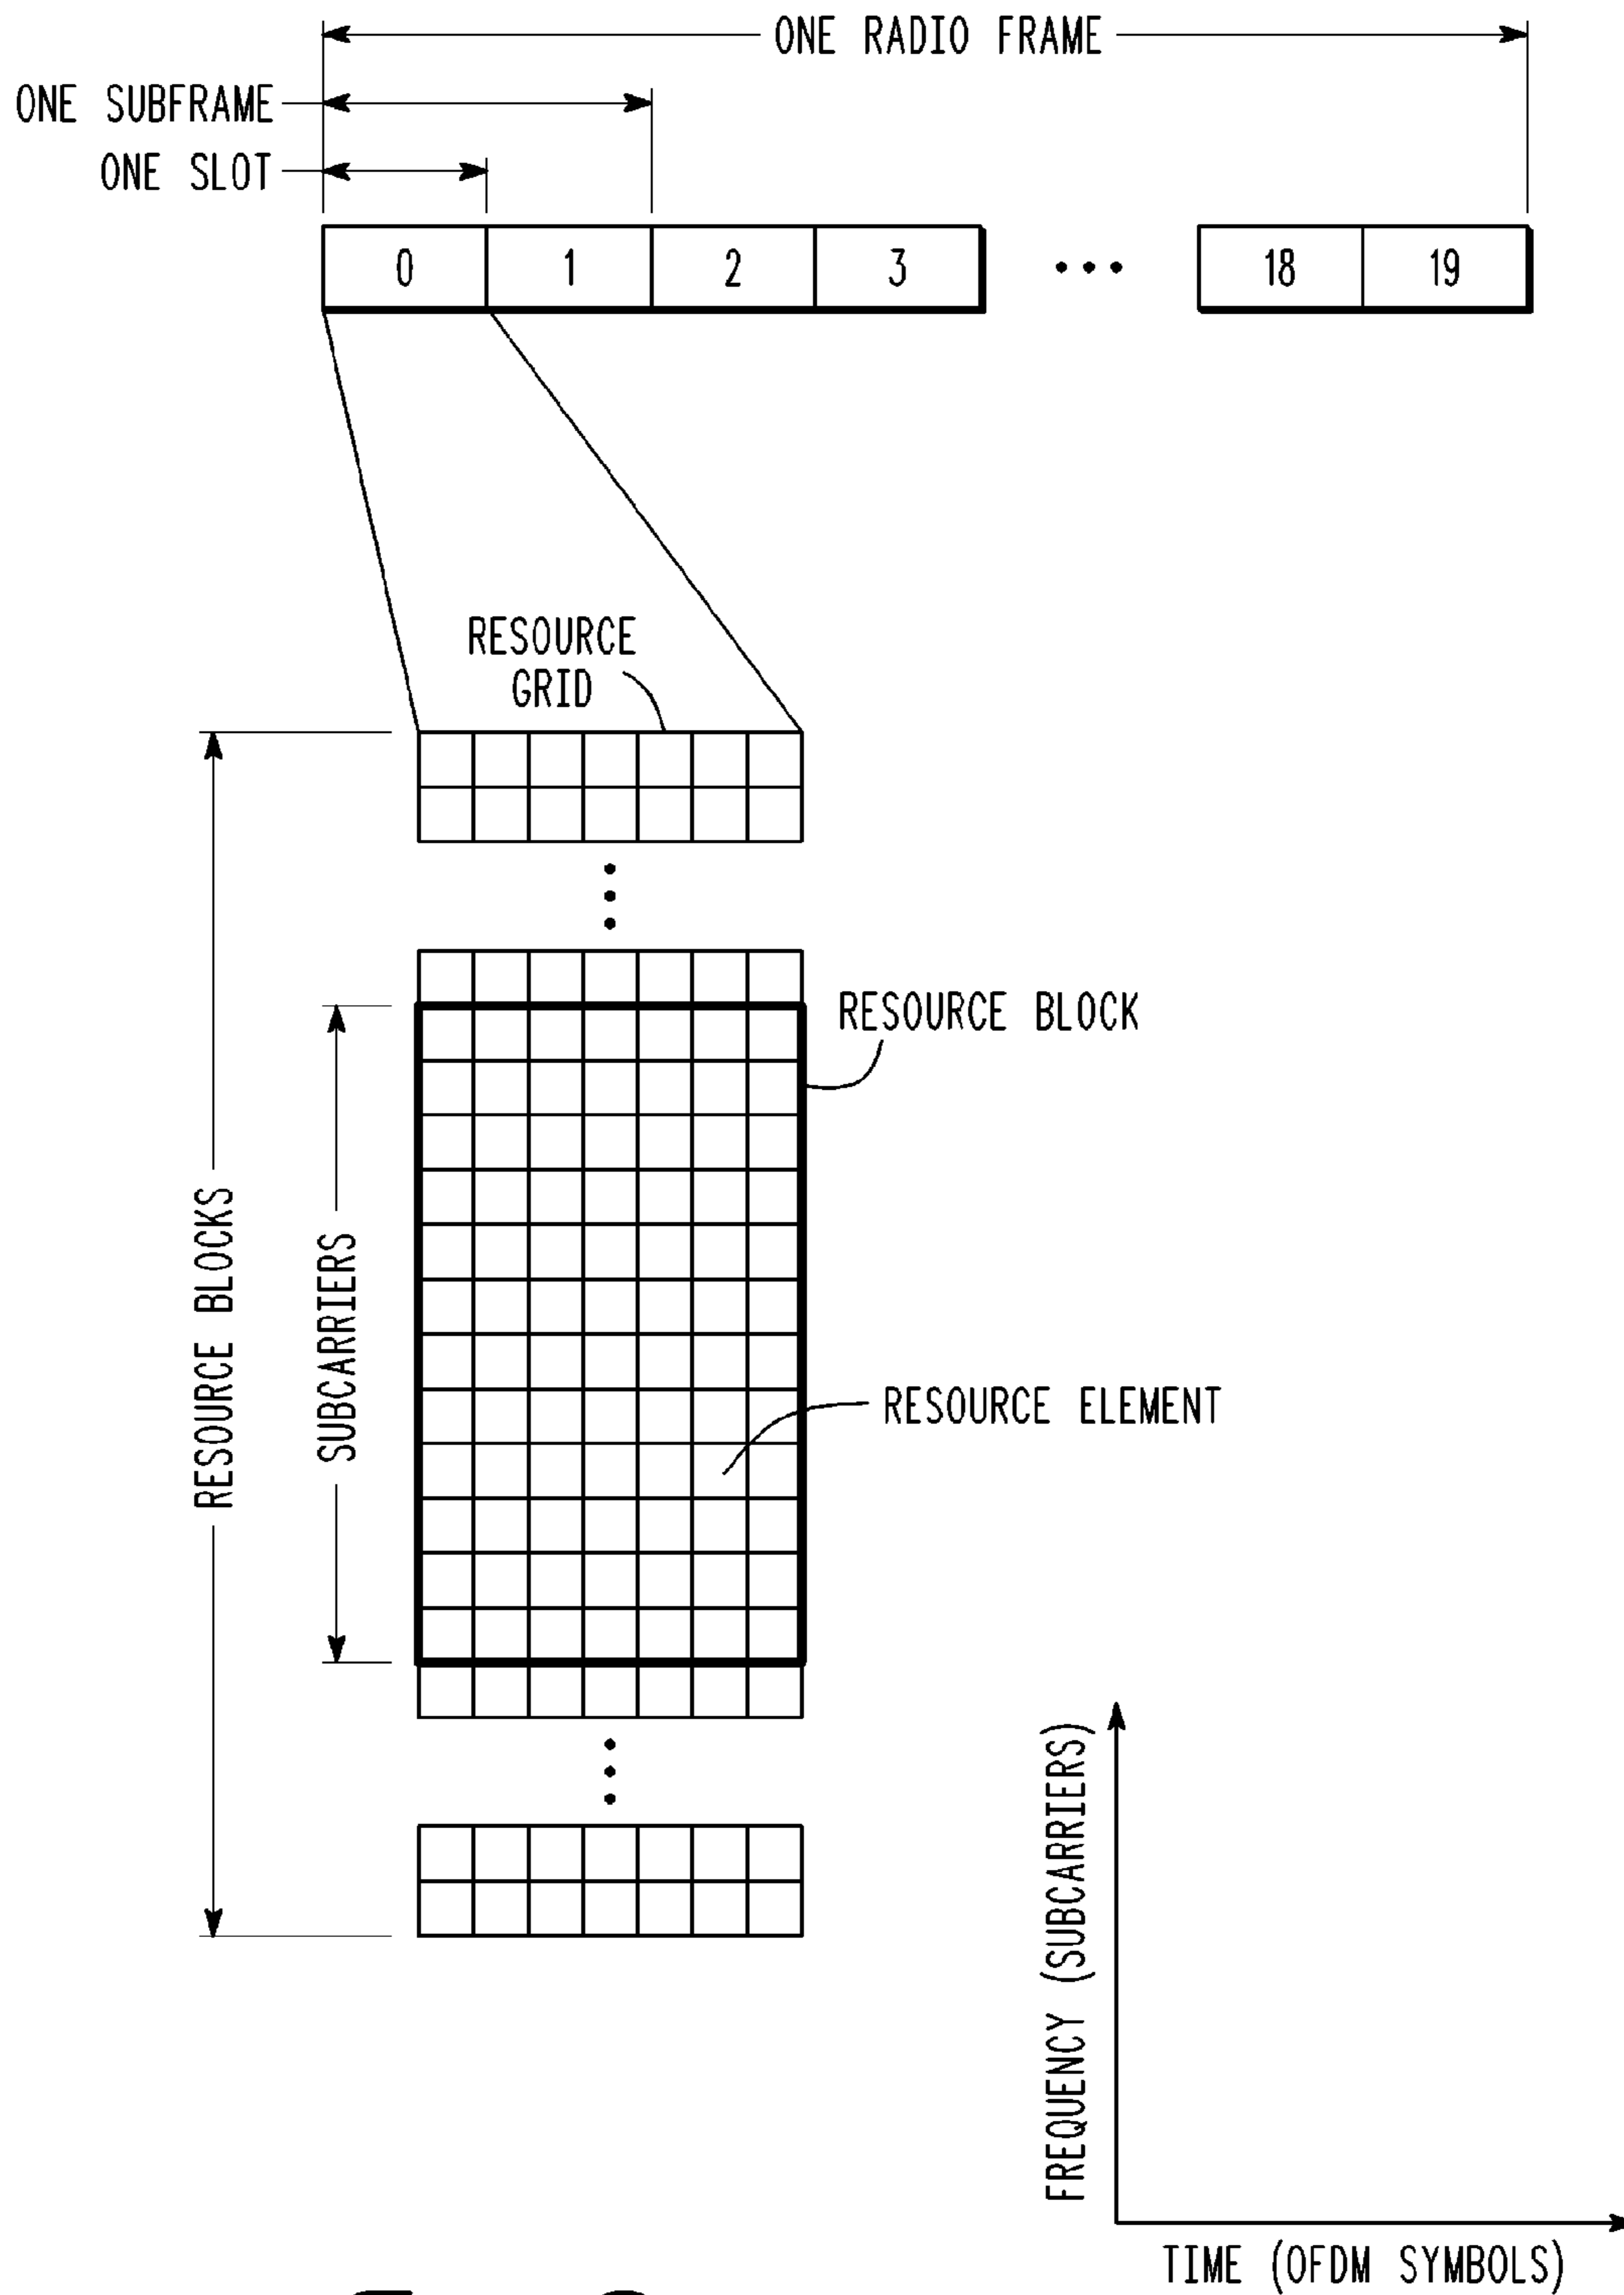 ONE RADIO FRAME
ONE SUBFRAME
ONE SLOT
0 1 2 3 ••• 18 19
RESOURCE
GRID
RESOURCE BLOCK
RESOURCE BLOCKS
SUBCARRIERS
RESOURCE ELEMENT
FREQUENCY (SUBCARRIERS)
TIME (OFDM SYMBOLS)